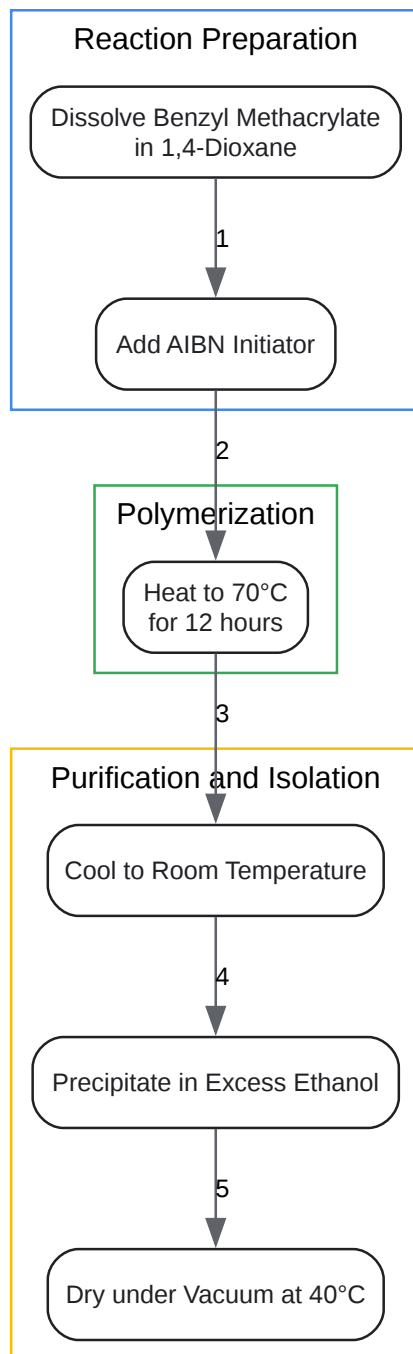 Reaction Preparation
Dissolve Benzyl Methacrylate
in 1,4-Dioxane
1
Add AIBN Initiator
2
Polymerization
Heat to 70°C
for 12 hours
3
Purification and Isolation
Cool to Room Temperature
4
Precipitate in Excess Ethanol
5
Dry under Vacuum at 40°C